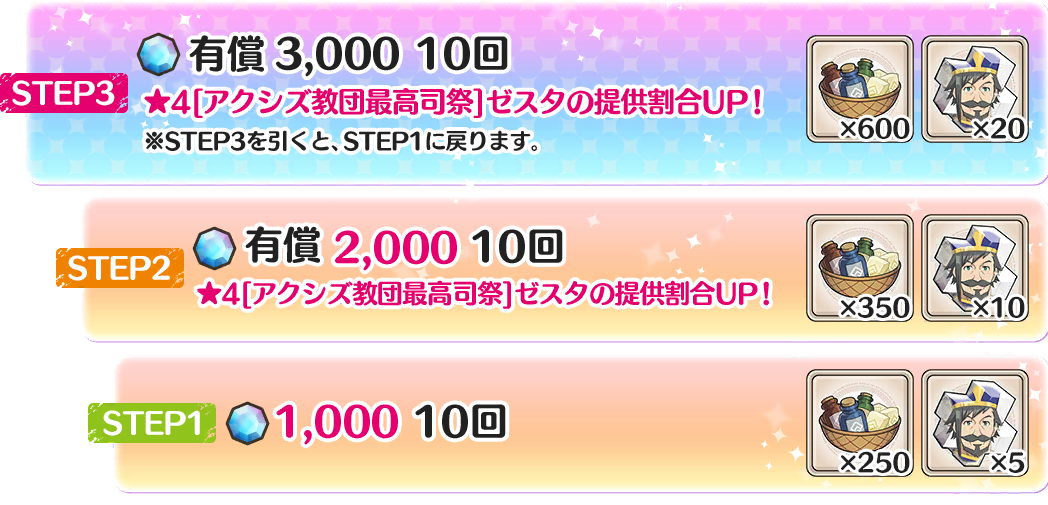 STEP3
有償 3,000 10回
★4[アクシズ教団最高司祭]ゼスタの提供割合UP!
※STEP3を引くと、STEP1に戻ります。
×600
×20
STEP2
有償 2,000 10回
★4[アクシズ教団最高司祭]ゼスタの提供割合UP!
×350
×10
STEP1
1,000 10回
×250
×5